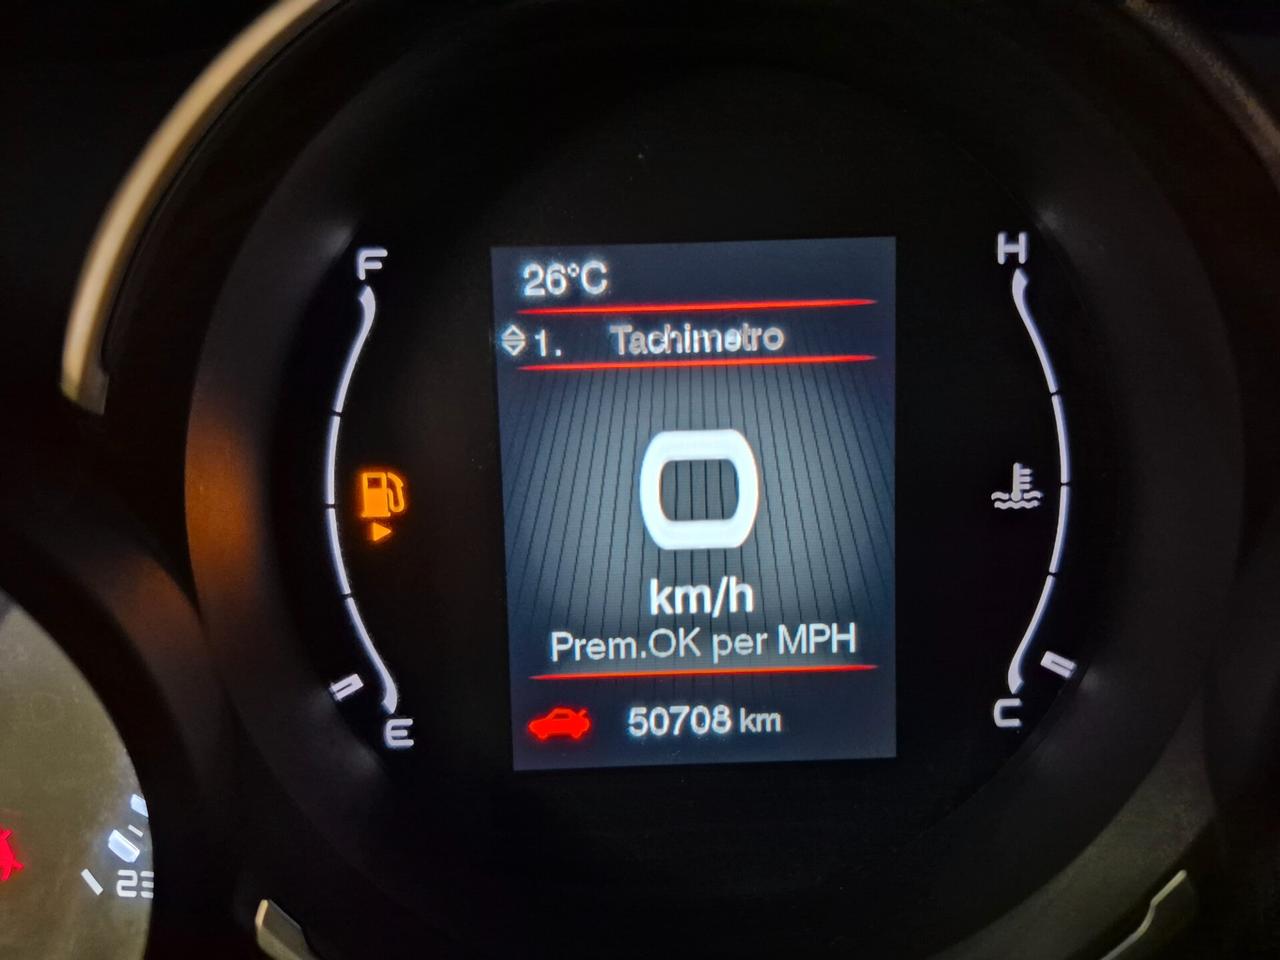 F
H
26°C
1. Tachimetro
0
km/h
Prem.OK per MPH
50708 km
E
C